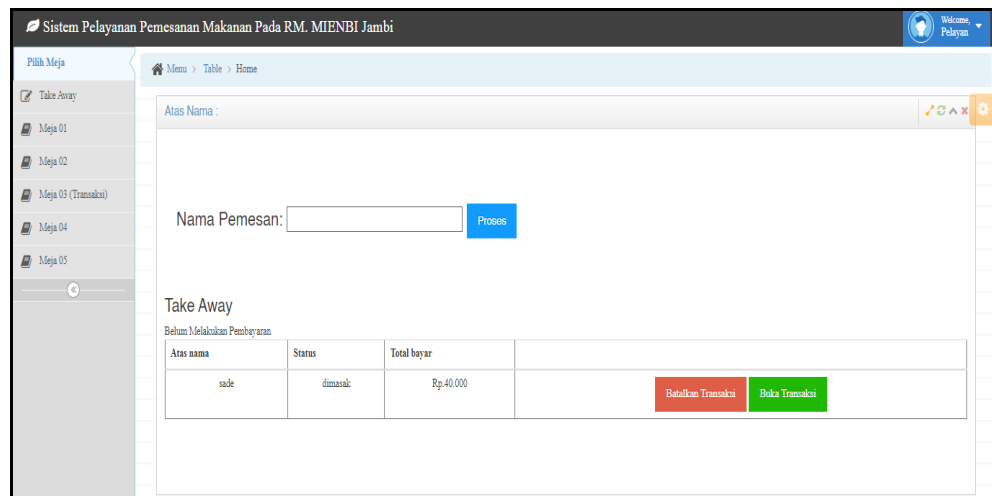 Sistem Pelayanan Pemesanan Makanan Pada RM. MIENBI Jambi
Welcome,
Pelayan
Pilih Meja
Menu > Table > Home
Take Away
Meja 01
Meja 02
Meja 03 (Transaksi)
Meja 04
Meja 05
Atas Nama :
Nama Pemesan:
Proses
Take Away
Belum Melakukan Pembayaran
Atas nama Status Total bayar
sade dimasak Rp.40.000 Batalkan Transaksi Buka Transaksi